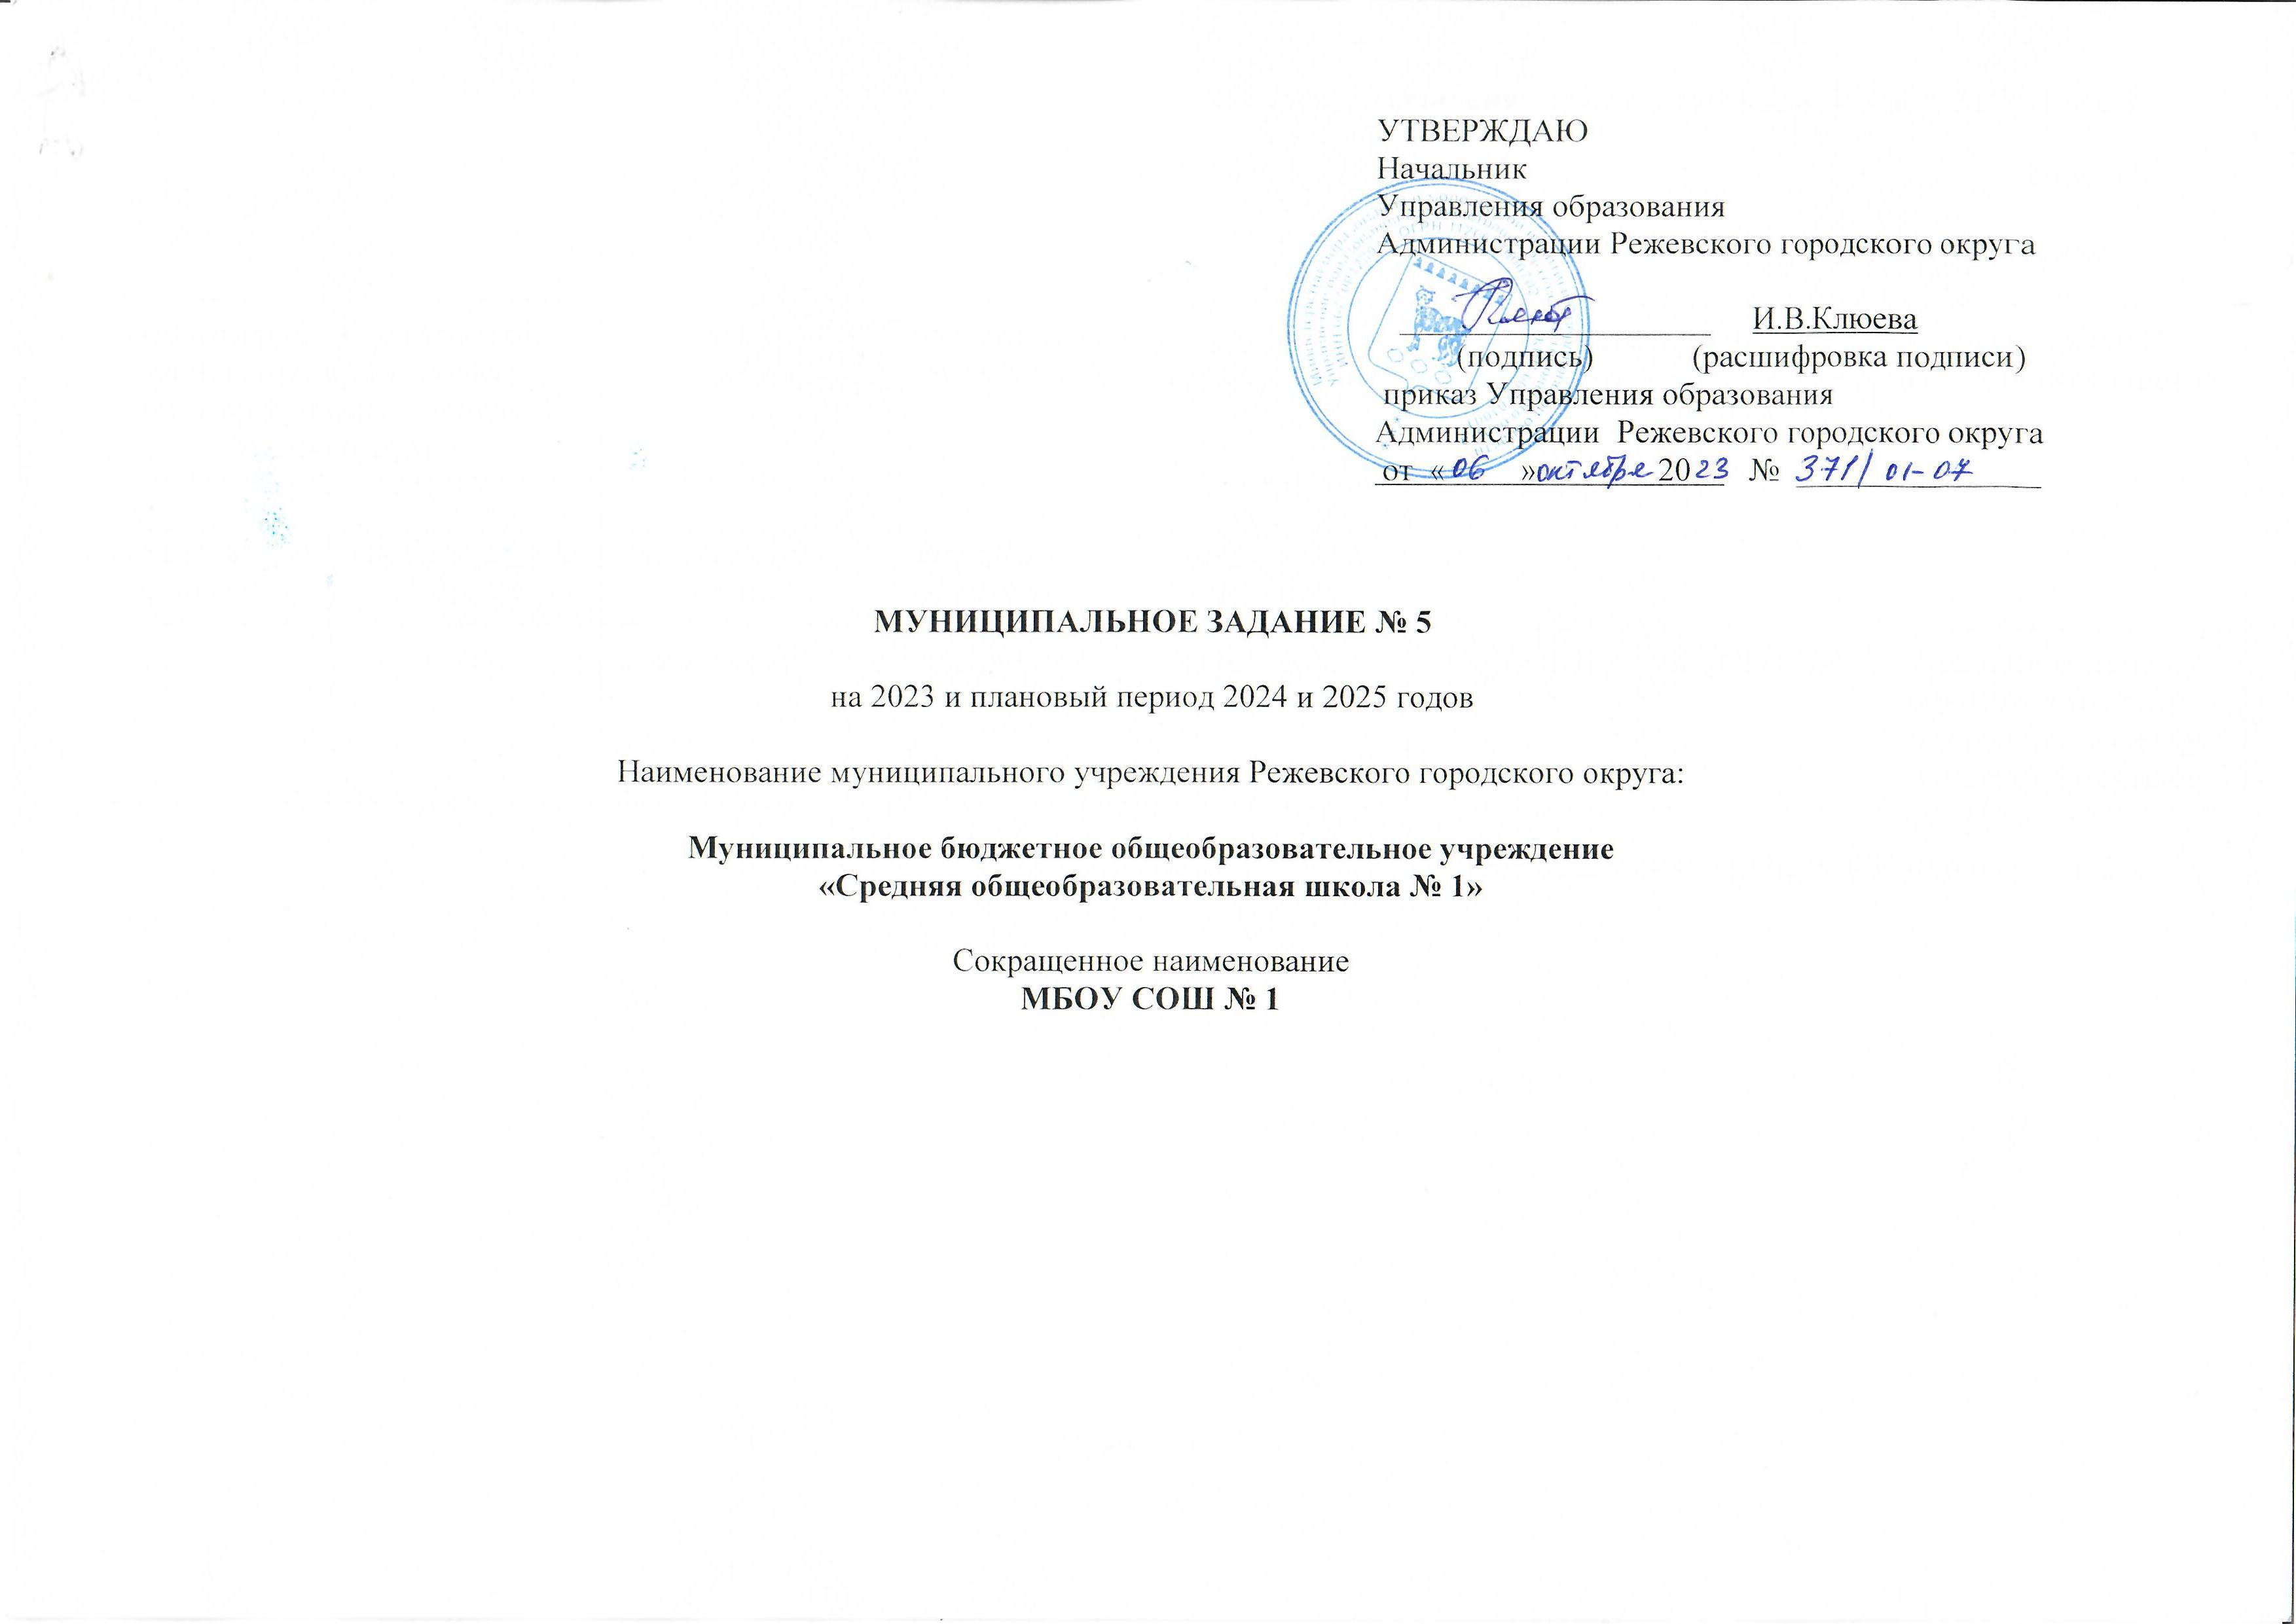 УТВЕРЖДАЮ
Начальник
Управления образования
Администрации Режевского городского округа
И.В.Клюева
(подпись) (расшифровка подписи)
приказ Управления образования
Администрации Режевского городского округа
от «06 »октября 2023 № 371/ 01-07
МУНИЦИПАЛЬНОЕ ЗАДАНИЕ № 5
на 2023 и плановый период 2024 и 2025 годов
Наименование муниципального учреждения Режевского городского округа:
Муниципальное бюджетное общеобразовательное учреждение
«Средняя общеобразовательная школа № 1»
Сокращенное наименование
МБОУ СОШ № 1